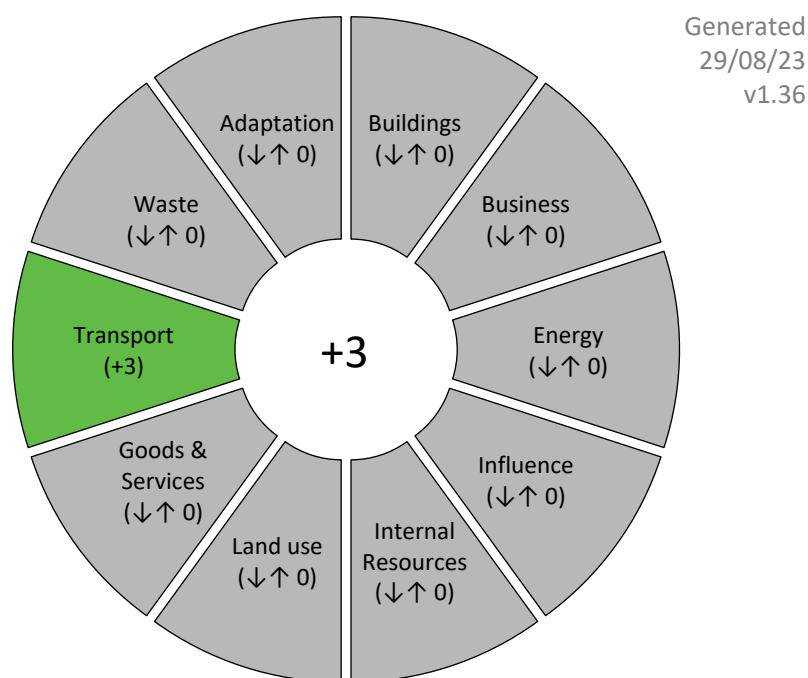 Generated
29/08/23
v1.36
Adaptation
(↓↑ 0)
Buildings
(↓↑ 0)
Waste
(↓↑ 0)
Business
(↓↑ 0)
Transport
(+3)
+3
Energy
(↓↑ 0)
Goods &
Services
(↓↑ 0)
Influence
(↓↑ 0)
Land use
(↓↑ 0)
Internal
Resources
(↓↑ 0)